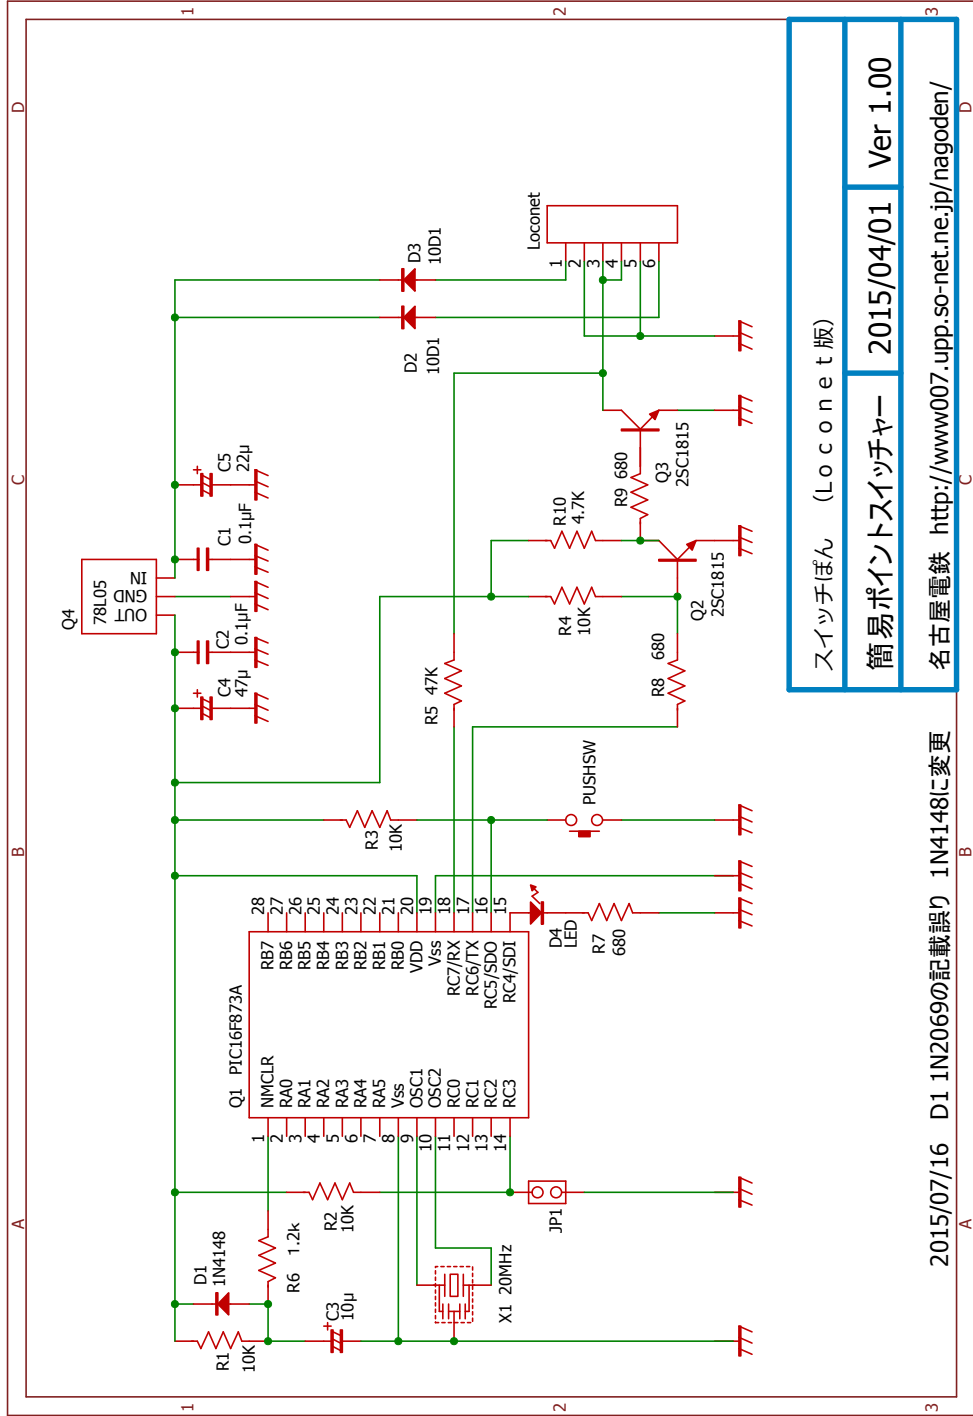 1
2
3
A
B
C
D
Q4
78L05
OUT
GND
IN
C4
47μ
C2
0.1μF
C1
0.1μF
C5
22μ
D1
1N4148
R1
10K
R6 1.2k
C3
10μ
R2
10K
X1 20MHz
JP1
Q1 PIC16F873A
1 NMCLR
2 RA0
3 RA1
4 RA2
5 RA3
6 RA4
7 RA5
8 Vss
9 OSC1
10 OSC2
11 RC0
12 RC1
13 RC2
14 RC3
RB7 28
RB6 27
RB5 26
RB4 25
RB3 24
RB2 23
RB1 22
RB0 21
VDD 20
Vss 19
RC7/RX 18
RC6/TX 17
RC5/SDO 16
RC4/SDI 15
D4
LED
R7
680
R3
10K
PUSHSW
R5 47K
R8 680
R4
10K
R10
4.7K
Q2
2SC1815
R9 680
Q3
2SC1815
D2
10D1
D3
10D1
Loconet
1
2
3
4
5
6
スイッチぽん （Ｌｏｃｏｎｅｔ版）
簡易ポイントスイッチャー 2015/04/01 Ver 1.00
名古屋電鉄 http://www007.upp.so-net.ne.jp/nagoden/
2015/07/16 D1 1N2069の記載誤り 1N4148に変更
1
2
3
A
B
C
D